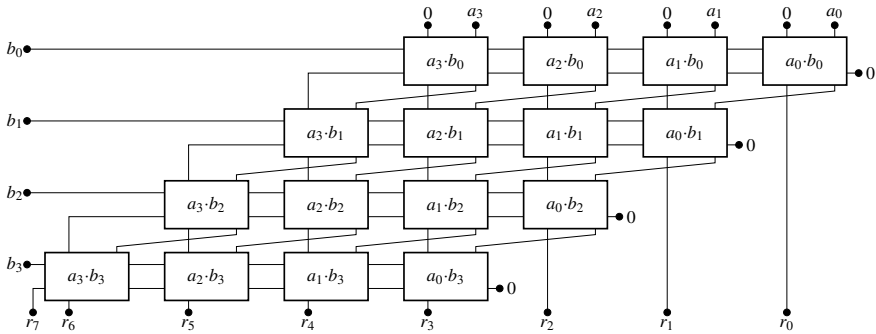 0 a₃ 0 a₂ 0 a₁ 0 a₀
b₀ a₃·b₀ a₂·b₀ a₁·b₀ a₀·b₀ 0
b₁ a₃·b₁ a₂·b₁ a₁·b₁ a₀·b₁ 0
b₂ a₃·b₂ a₂·b₂ a₁·b₂ a₀·b₂ 0
b₃ a₃·b₃ a₂·b₃ a₁·b₃ a₀·b₃ 0
r₇ r₆ r₅ r₄ r₃ r₂ r₁ r₀